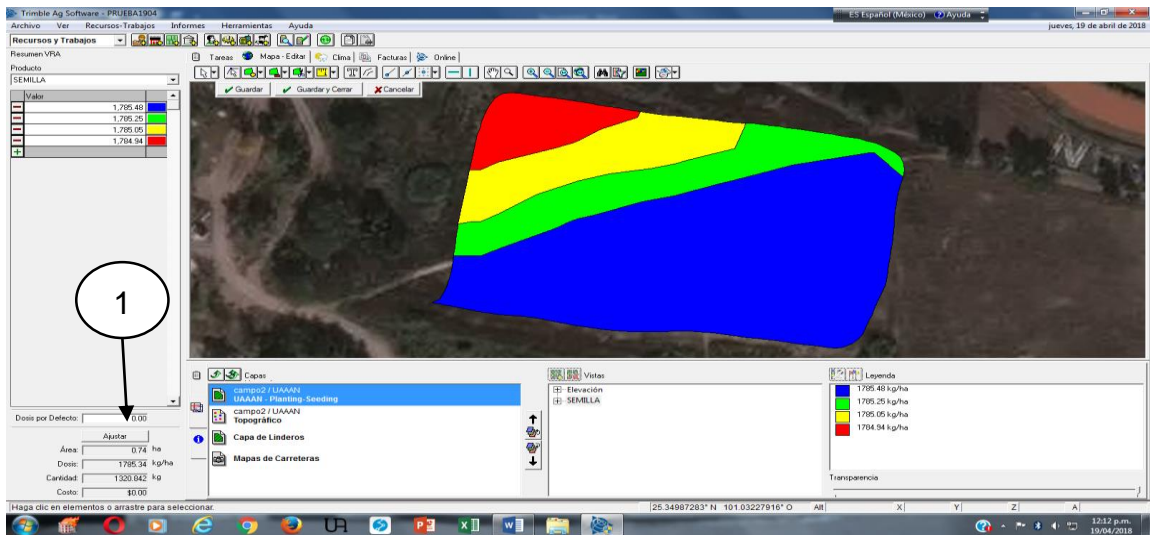 Trimble Ag Software - PRUEBA1904
ES Español (México) Ayuda
Archivo Ver Recursos-Trabajos Informes Herramientas Ayuda
jueves, 19 de abril de 2018
Recursos y Trabajos
Resumen VRA
Tareas Mapa - Editar Clima Facturas Online
Producto
SEMILLA
Guardar Guardar y Cerrar Cancelar
Valor
1,785.48
1,785.25
1,785.05
1,784.94
1
Dosis por Defecto: 0.00
Ajustar
Área: 0.74 ha
Dosis: 1785.34 kg/ha
Cantidad: 1320.842 kg
Costo: $0.00
Capas
campo2 / UAAAN
UAAAN - Planting-Seeding
campo2 / UAAAN
Topográfico
Capa de Linderos
Mapas de Carreteras
Vistas
Elevación
SEMILLA
Leyenda
1785.48 kg/ha
1785.25 kg/ha
1785.05 kg/ha
1784.94 kg/ha
Transparencia
Haga clic en elementos o arrastre para seleccionar.
25.34987283° N 101.03227916° O Alt X Y Z A
12:12 p.m.
19/04/2018